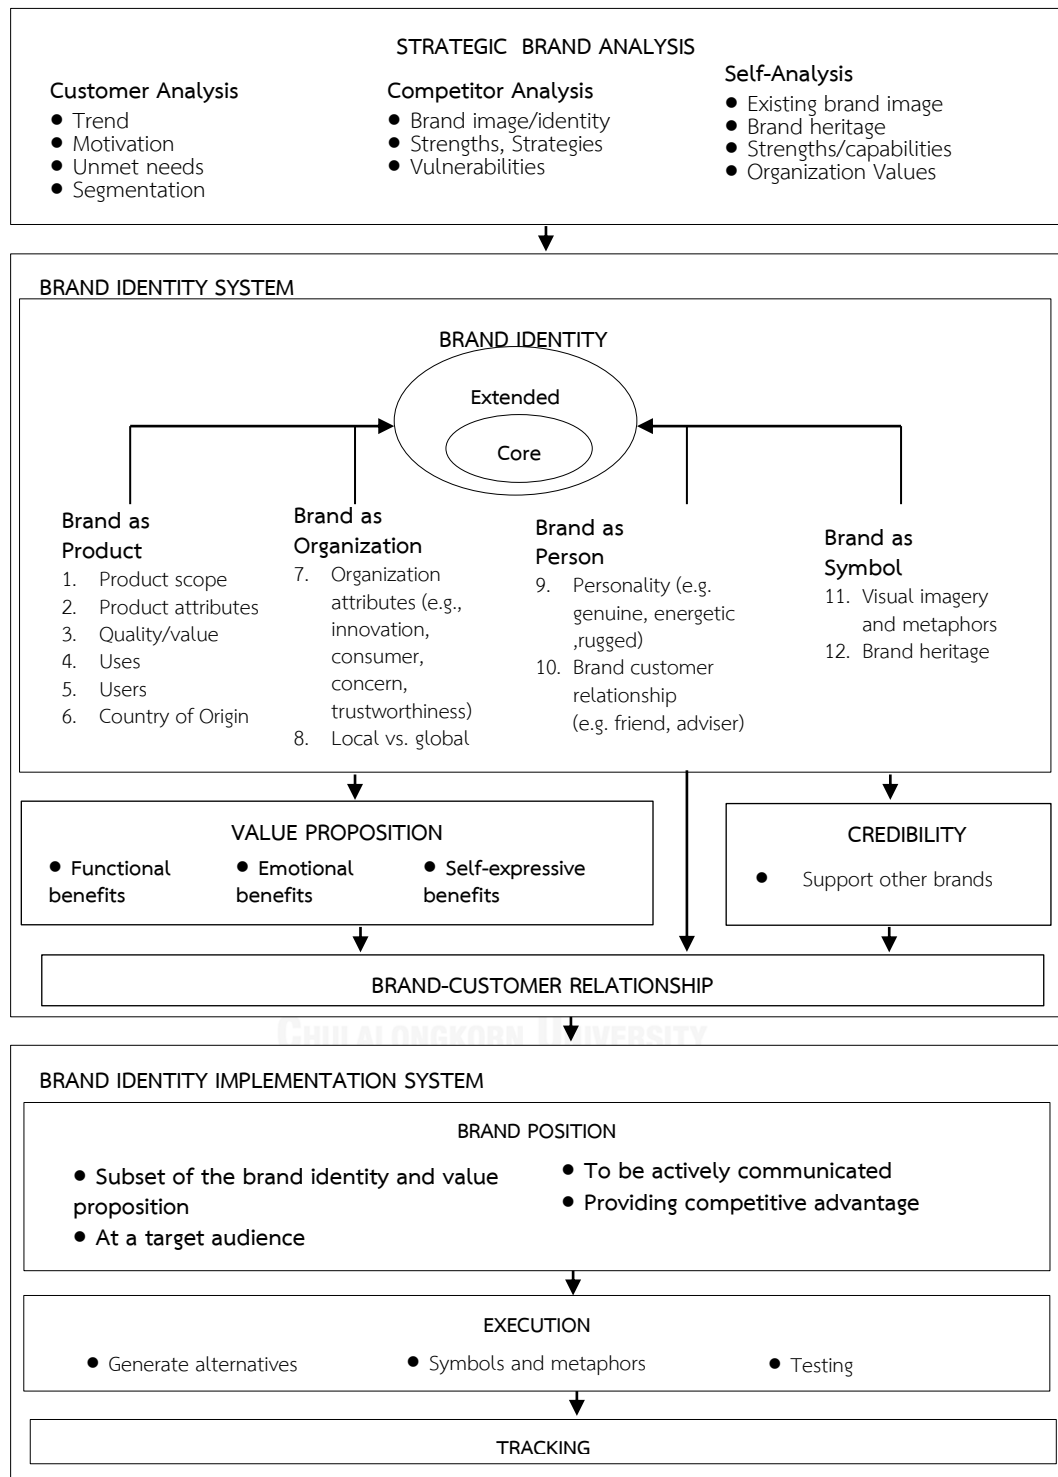 STRATEGIC BRAND ANALYSIS
Customer Analysis
● Trend
● Motivation
● Unmet needs
● Segmentation
Competitor Analysis
● Brand image/identity
● Strengths, Strategies
● Vulnerabilities
Self-Analysis
● Existing brand image
● Brand heritage
● Strengths/capabilities
● Organization Values
BRAND IDENTITY SYSTEM
BRAND IDENTITY
Extended
Core
Brand as
Product
1. Product scope
2. Product attributes
3. Quality/value
4. Uses
5. Users
6. Country of Origin
Brand as
Organization
7. Organization
attributes (e.g.,
innovation,
consumer,
concern,
trustworthiness)
8. Local vs. global
Brand as
Person
9. Personality (e.g.
genuine, energetic
,rugged)
10. Brand customer
relationship
(e.g. friend, adviser)
Brand as
Symbol
11. Visual imagery
and metaphors
12. Brand heritage
VALUE PROPOSITION
● Functional
benefits
● Emotional
benefits
● Self-expressive
benefits
CREDIBILITY
● Support other brands
BRAND-CUSTOMER RELATIONSHIP
CHULALONGKORN UNIVERSITY
BRAND IDENTITY IMPLEMENTATION SYSTEM
BRAND POSITION
● Subset of the brand identity and value
proposition
● At a target audience
● To be actively communicated
● Providing competitive advantage
EXECUTION
● Generate alternatives
● Symbols and metaphors
● Testing
TRACKING